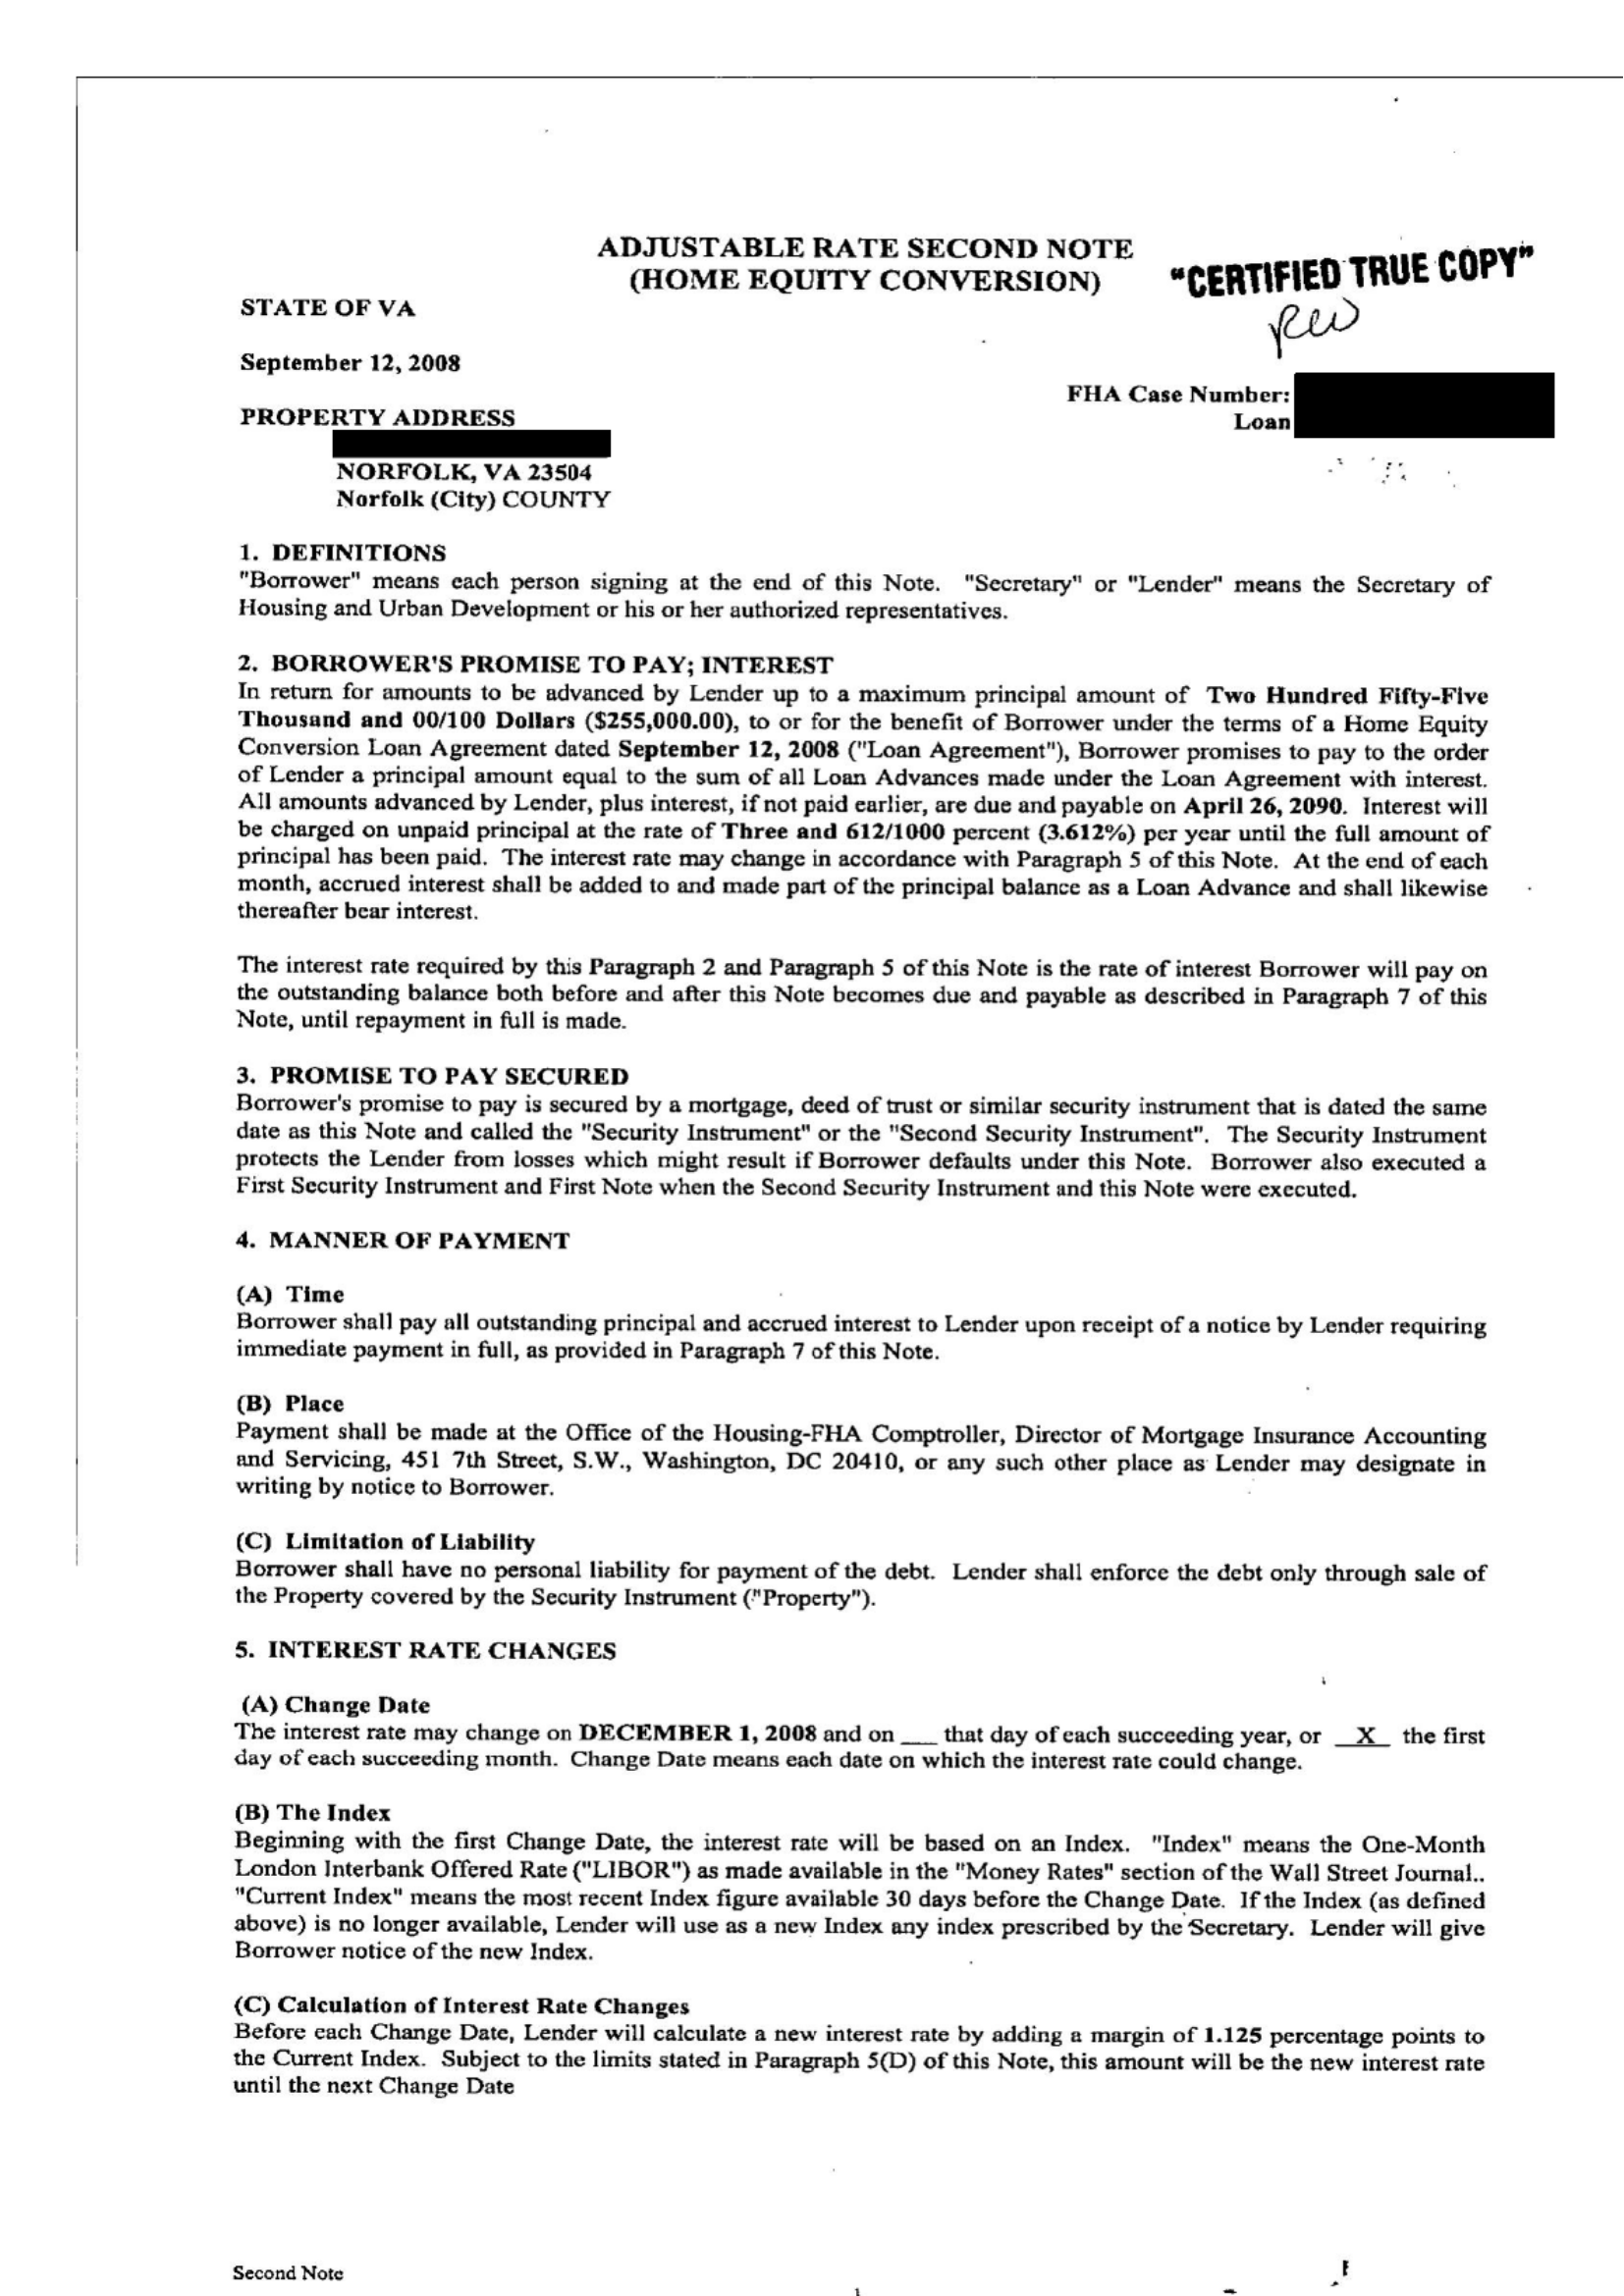 ADJUSTABLE RATE SECOND NOTE
(HOME EQUITY CONVERSION)
"CERTIFIED TRUE COPY"
STATE OF VA
September 12, 2008
FHA Case Number:
PROPERTY ADDRESS
Loan
NORFOLK, VA 23504
Norfolk (City) COUNTY
1. DEFINITIONS
"Borrower" means each person signing at the end of this Note. "Secretary" or "Lender" means the Secretary of
Housing and Urban Development or his or her authorized representatives.
2. BORROWER'S PROMISE TO PAY; INTEREST
In return for amounts to be advanced by Lender up to a maximum principal amount of Two Hundred Fifty-Five
Thousand and 00/100 Dollars ($255,000.00), to or for the benefit of Borrower under the terms of a Home Equity
Conversion Loan Agreement dated September 12, 2008 ("Loan Agreement"), Borrower promises to pay to the order
of Lender a principal amount equal to the sum of all Loan Advances made under the Loan Agreement with interest.
All amounts advanced by Lender, plus interest, if not paid earlier, are due and payable on April 26, 2090. Interest will
be charged on unpaid principal at the rate of Three and 612/1000 percent (3.612%) per year until the full amount of
principal has been paid. The interest rate may change in accordance with Paragraph 5 of this Note. At the end of each
month, accrued interest shall be added to and made part of the principal balance as a Loan Advance and shall likewise
thereafter bear interest.
The interest rate required by this Paragraph 2 and Paragraph 5 of this Note is the rate of interest Borrower will pay on
the outstanding balance both before and after this Note becomes due and payable as described in Paragraph 7 of this
Note, until repayment in full is made.
3. PROMISE TO PAY SECURED
Borrower's promise to pay is secured by a mortgage, deed of trust or similar security instrument that is dated the same
date as this Note and called the "Security Instrument" or the "Second Security Instrument". The Security Instrument
protects the Lender from losses which might result if Borrower defaults under this Note. Borrower also executed a
First Security Instrument and First Note when the Second Security Instrument and this Note were executed.
4. MANNER OF PAYMENT
(A) Time
Borrower shall pay all outstanding principal and accrued interest to Lender upon receipt of a notice by Lender requiring
immediate payment in full, as provided in Paragraph 7 of this Note.
(B) Place
Payment shall be made at the Office of the Housing-FHA Comptroller, Director of Mortgage Insurance Accounting
and Servicing, 451 7th Street, S.W., Washington, DC 20410, or any such other place as Lender may designate in
writing by notice to Borrower.
(C) Limitation of Liability
Borrower shall have no personal liability for payment of the debt. Lender shall enforce the debt only through sale of
the Property covered by the Security Instrument ("Property").
5. INTEREST RATE CHANGES
(A) Change Date
The interest rate may change on DECEMBER 1, 2008 and on ___ that day of each succeeding year, or _X_ the first
day of each succeeding month. Change Date means each date on which the interest rate could change.
(B) The Index
Beginning with the first Change Date, the interest rate will be based on an Index. "Index" means the One-Month
London Interbank Offered Rate ("LIBOR") as made available in the "Money Rates" section of the Wall Street Journal..
"Current Index" means the most recent Index figure available 30 days before the Change Date. If the Index (as defined
above) is no longer available, Lender will use as a new Index any index prescribed by the Secretary. Lender will give
Borrower notice of the new Index.
(C) Calculation of Interest Rate Changes
Before each Change Date, Lender will calculate a new interest rate by adding a margin of 1.125 percentage points to
the Current Index. Subject to the limits stated in Paragraph 5(D) of this Note, this amount will be the new interest rate
until the next Change Date
Second Note